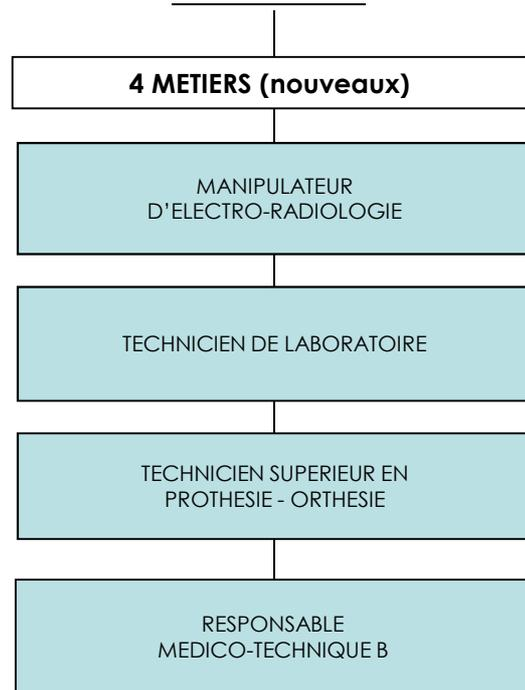 4 METIERS (nouveaux)
MANIPULATEUR
D'ELECTRO-RADIOLOGIE
TECHNICIEN DE LABORATOIRE
TECHNICIEN SUPERIEUR EN
PROTHESIE - ORTHESIE
RESPONSABLE
MEDICO-TECHNIQUE B